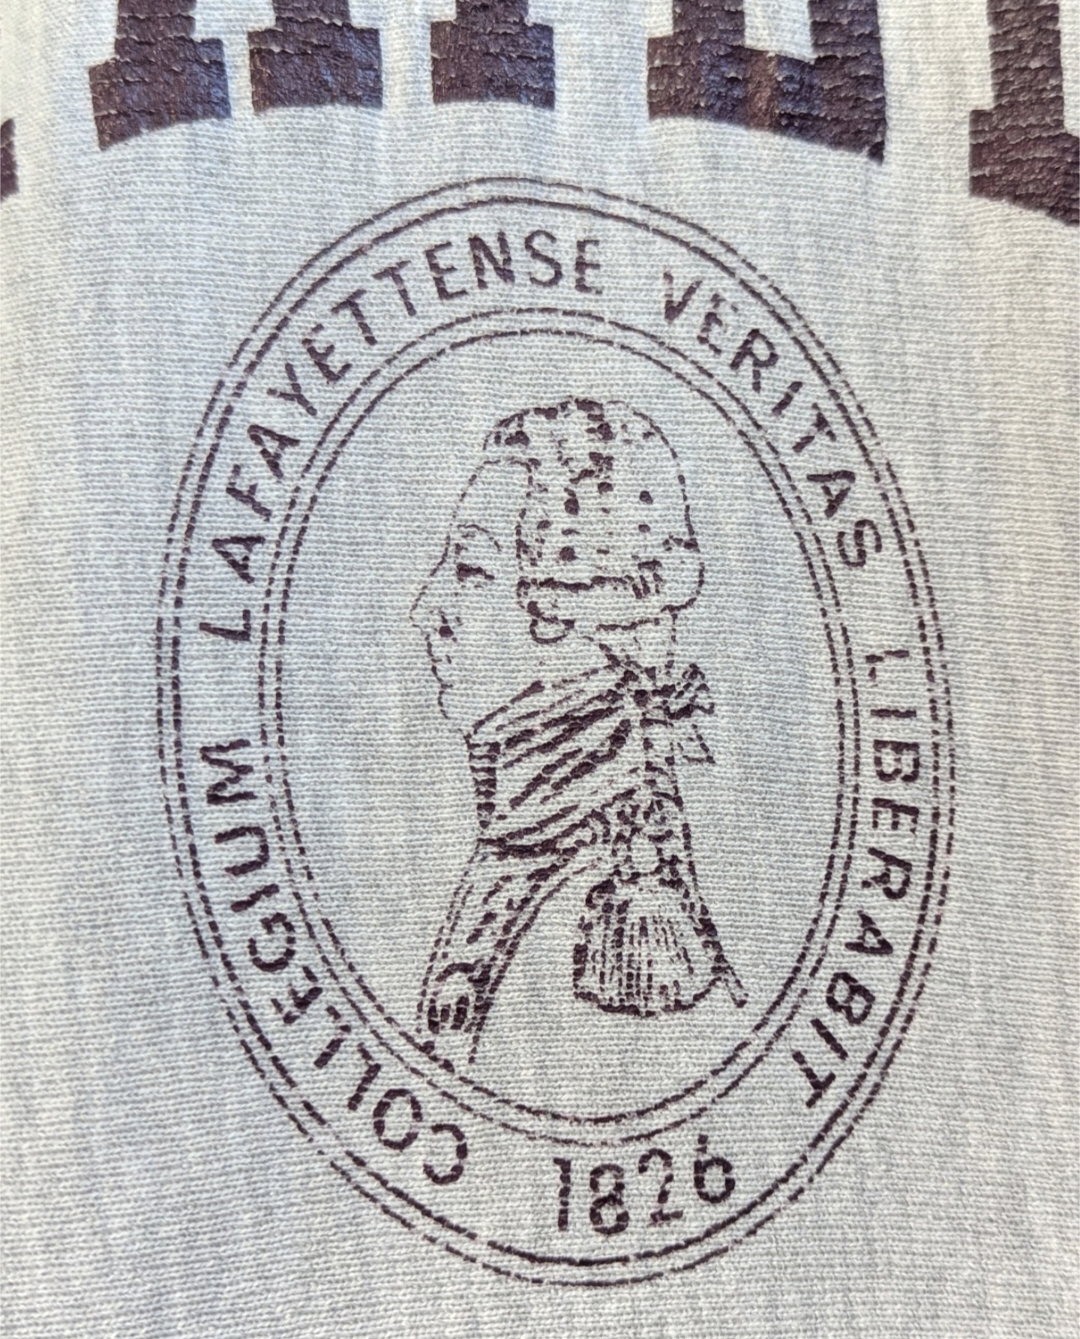 COLLEGIUM LAFAYETTENSE VERITAS LIBERABIT
1826